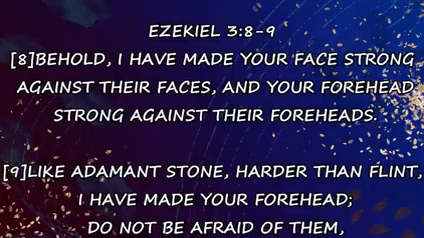 EZEKIEL 3:8-9
[8]BEHOLD, I HAVE MADE YOUR FACE STRONG
AGAINST THEIR FACES, AND YOUR FOREHEAD
STRONG AGAINST THEIR FOREHEADS.
[9]LIKE ADAMANT STONE, HARDER THAN FLINT,
I HAVE MADE YOUR FOREHEAD;
DO NOT BE AFRAID OF THEM,